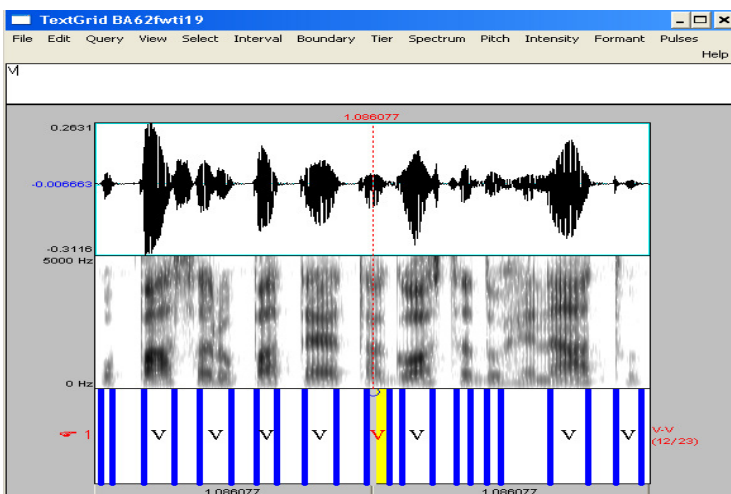 TextGrid BA62fwti19
File Edit Query View Select Interval Boundary Tier Spectrum Pitch Intensity Formant Pulses
Help
V
1.086077
0.2631
-0.006663
-0.3116
5000 Hz
0 Hz
1 V V V V V V V V V-V
(12/23)
1.086077 1.086077